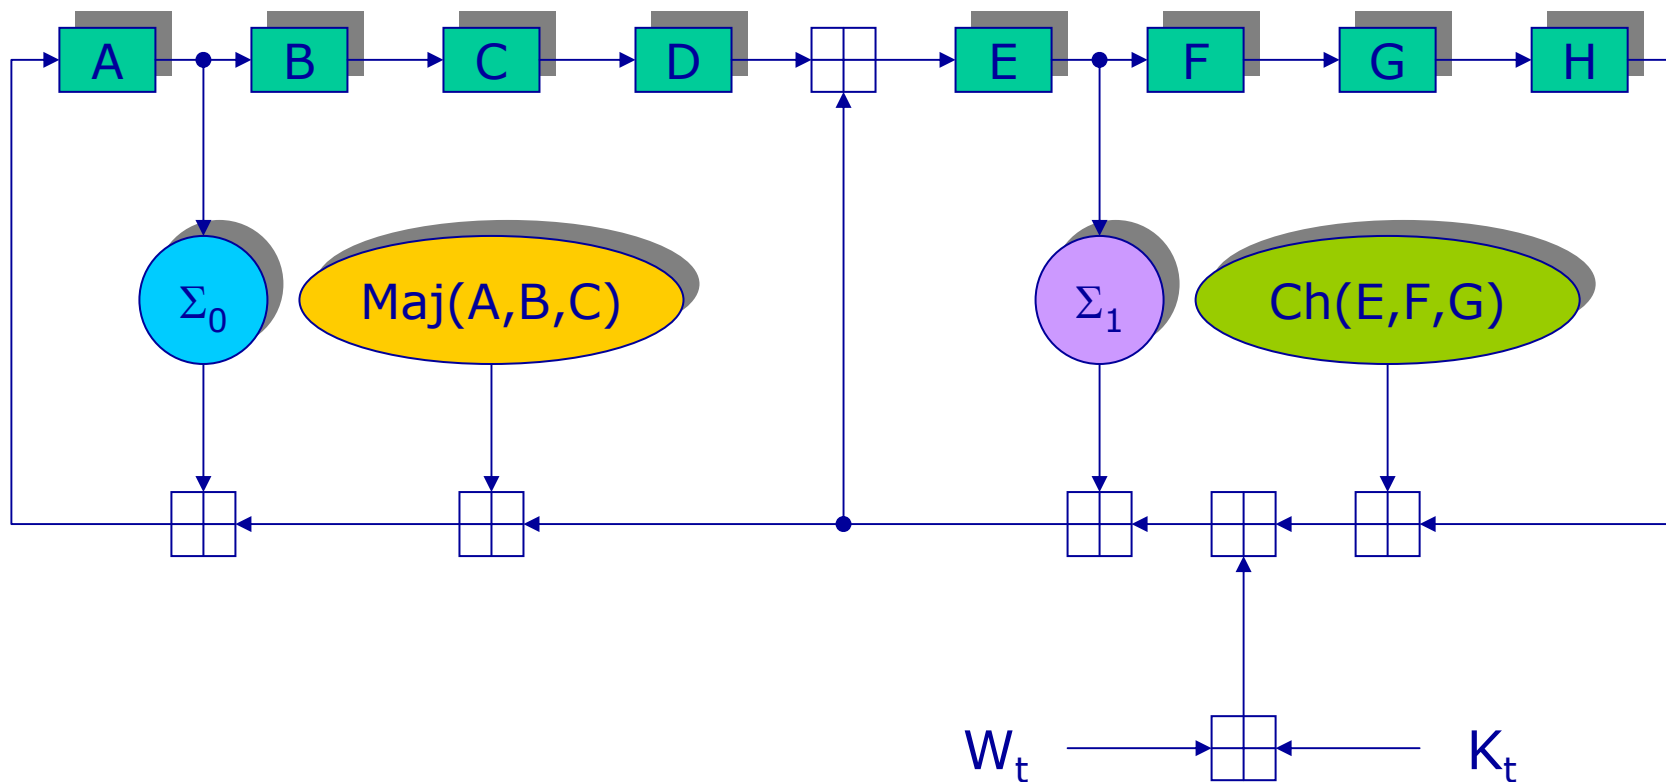 A B C D E F G H
Σ0 Maj(A,B,C) Σ1 Ch(E,F,G)
Wt Kt